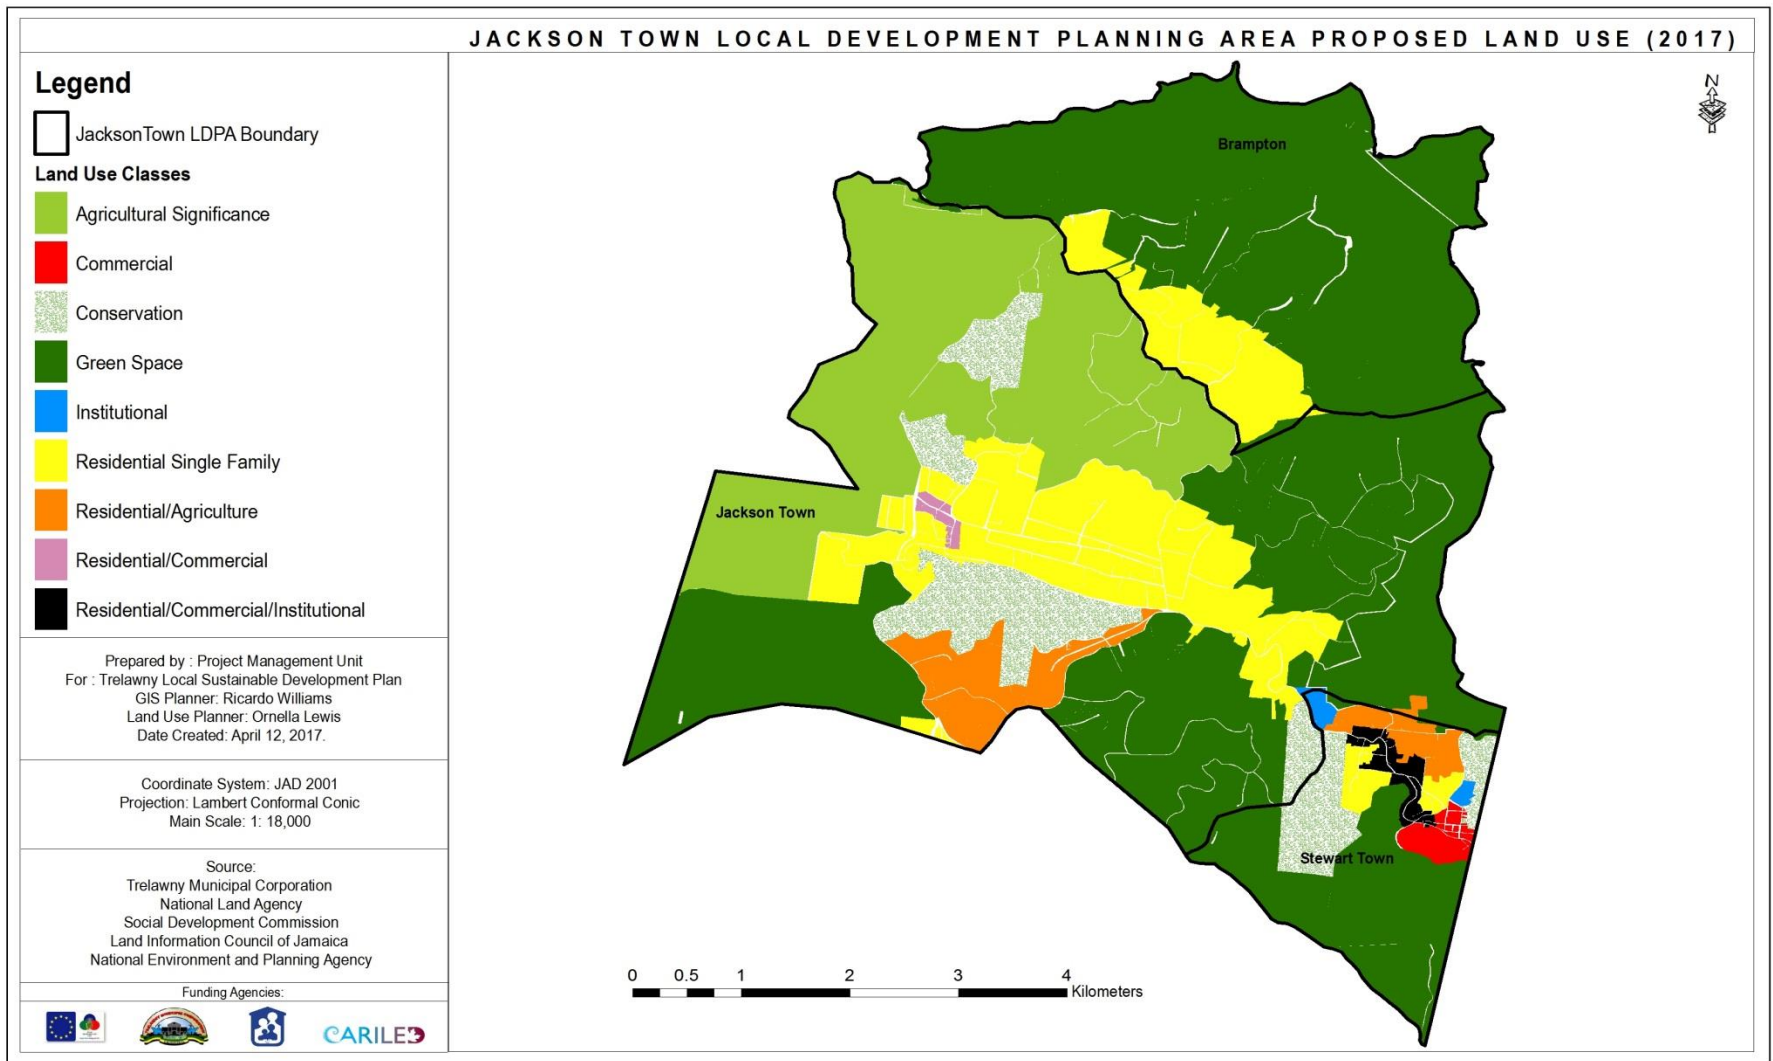 JACKSON TOWN LOCAL DEVELOPMENT PLANNING AREA PROPOSED LAND USE (2017)
Legend
JacksonTown LDPA Boundary
Land Use Classes
Agricultural Significance
Commercial
Conservation
Green Space
Institutional
Residential Single Family
Residential/Agriculture
Residential/Commercial
Residential/Commercial/Institutional
Prepared by : Project Management Unit
For : Trelawny Local Sustainable Development Plan
GIS Planner: Ricardo Williams
Land Use Planner: Ornella Lewis
Date Created: April 12, 2017.
Coordinate System: JAD 2001
Projection: Lambert Conformal Conic
Main Scale: 1: 18,000
Source:
Trelawny Municipal Corporation
National Land Agency
Social Development Commission
Land Information Council of Jamaica
National Environment and Planning Agency
Funding Agencies:
CARILED
N
Brampton
Jackson Town
Stewart Town
0 0.5 1 2 3 4
Kilometers